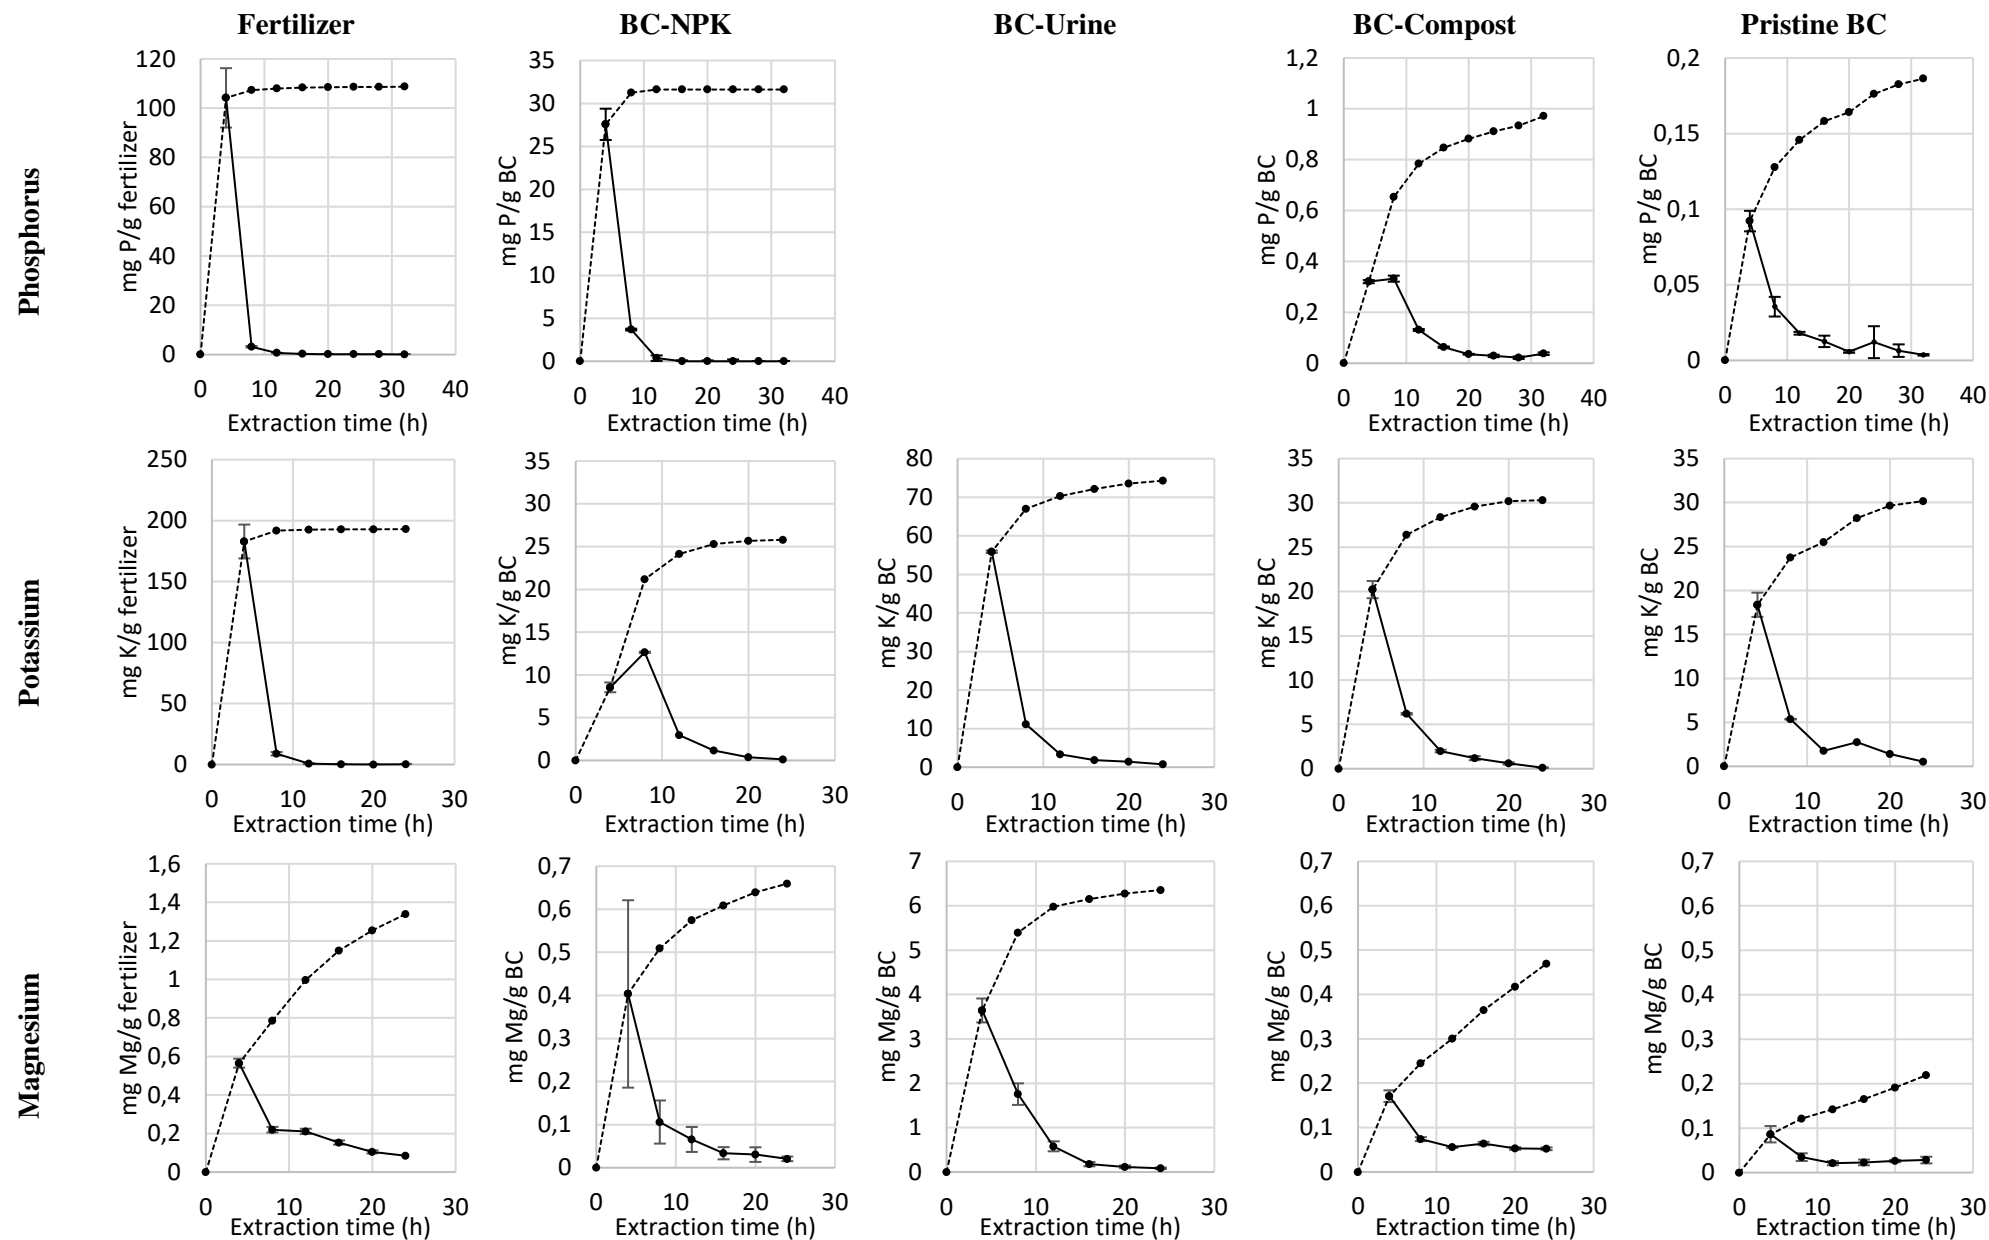 Fertilizer BC-NPK BC-Urine BC-Compost Pristine BC
Phosphorus
mg P/g fertilizer
120
100
80
60
40
20
0
0 10 20 30 40
Extraction time (h)
mg P/g BC
35
30
25
20
15
10
5
0
0 10 20 30 40
Extraction time (h)
mg P/g BC
1,2
1
0,8
0,6
0,4
0,2
0
0 10 20 30 40
Extraction time (h)
mg P/g BC
0,2
0,15
0,1
0,05
0
0 10 20 30 40
Extraction time (h)
Potassium
mg K/g fertilizer
250
200
150
100
50
0
0 10 20 30
Extraction time (h)
mg K/g BC
35
30
25
20
15
10
5
0
0 10 20 30
Extraction time (h)
mg K/g BC
80
70
60
50
40
30
20
10
0
0 10 20 30
Extraction time (h)
mg K/g BC
35
30
25
20
15
10
5
0
0 10 20 30
Extraction time (h)
mg K/g BC
35
30
25
20
15
10
5
0
0 10 20 30
Extraction time (h)
Magnesium
mg Mg/g fertilizer
1,6
1,4
1,2
1
0,8
0,6
0,4
0,2
0
0 10 20 30
Extraction time (h)
mg Mg/g BC
0,7
0,6
0,5
0,4
0,3
0,2
0,1
0
0 10 20 30
Extraction time (h)
mg Mg/g BC
7
6
5
4
3
2
1
0
0 10 20 30
Extraction time (h)
mg Mg/g BC
0,7
0,6
0,5
0,4
0,3
0,2
0,1
0
0 10 20 30
Extraction time (h)
mg Mg/g BC
0,7
0,6
0,5
0,4
0,3
0,2
0,1
0
0 10 20 30
Extraction time (h)